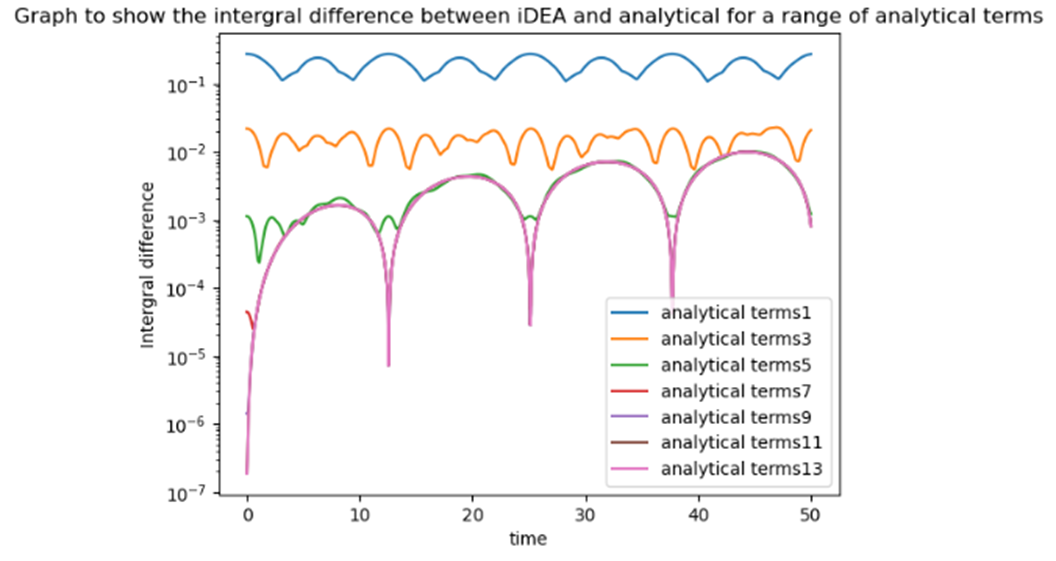 Graph to show the intergral difference between iDEA and analytical for a range of analytical terms
Intergral difference
10⁻¹
10⁻²
10⁻³
10⁻⁴
10⁻⁵
10⁻⁶
10⁻⁷
analytical terms1
analytical terms3
analytical terms5
analytical terms7
analytical terms9
analytical terms11
analytical terms13
0 10 20 30 40 50
time